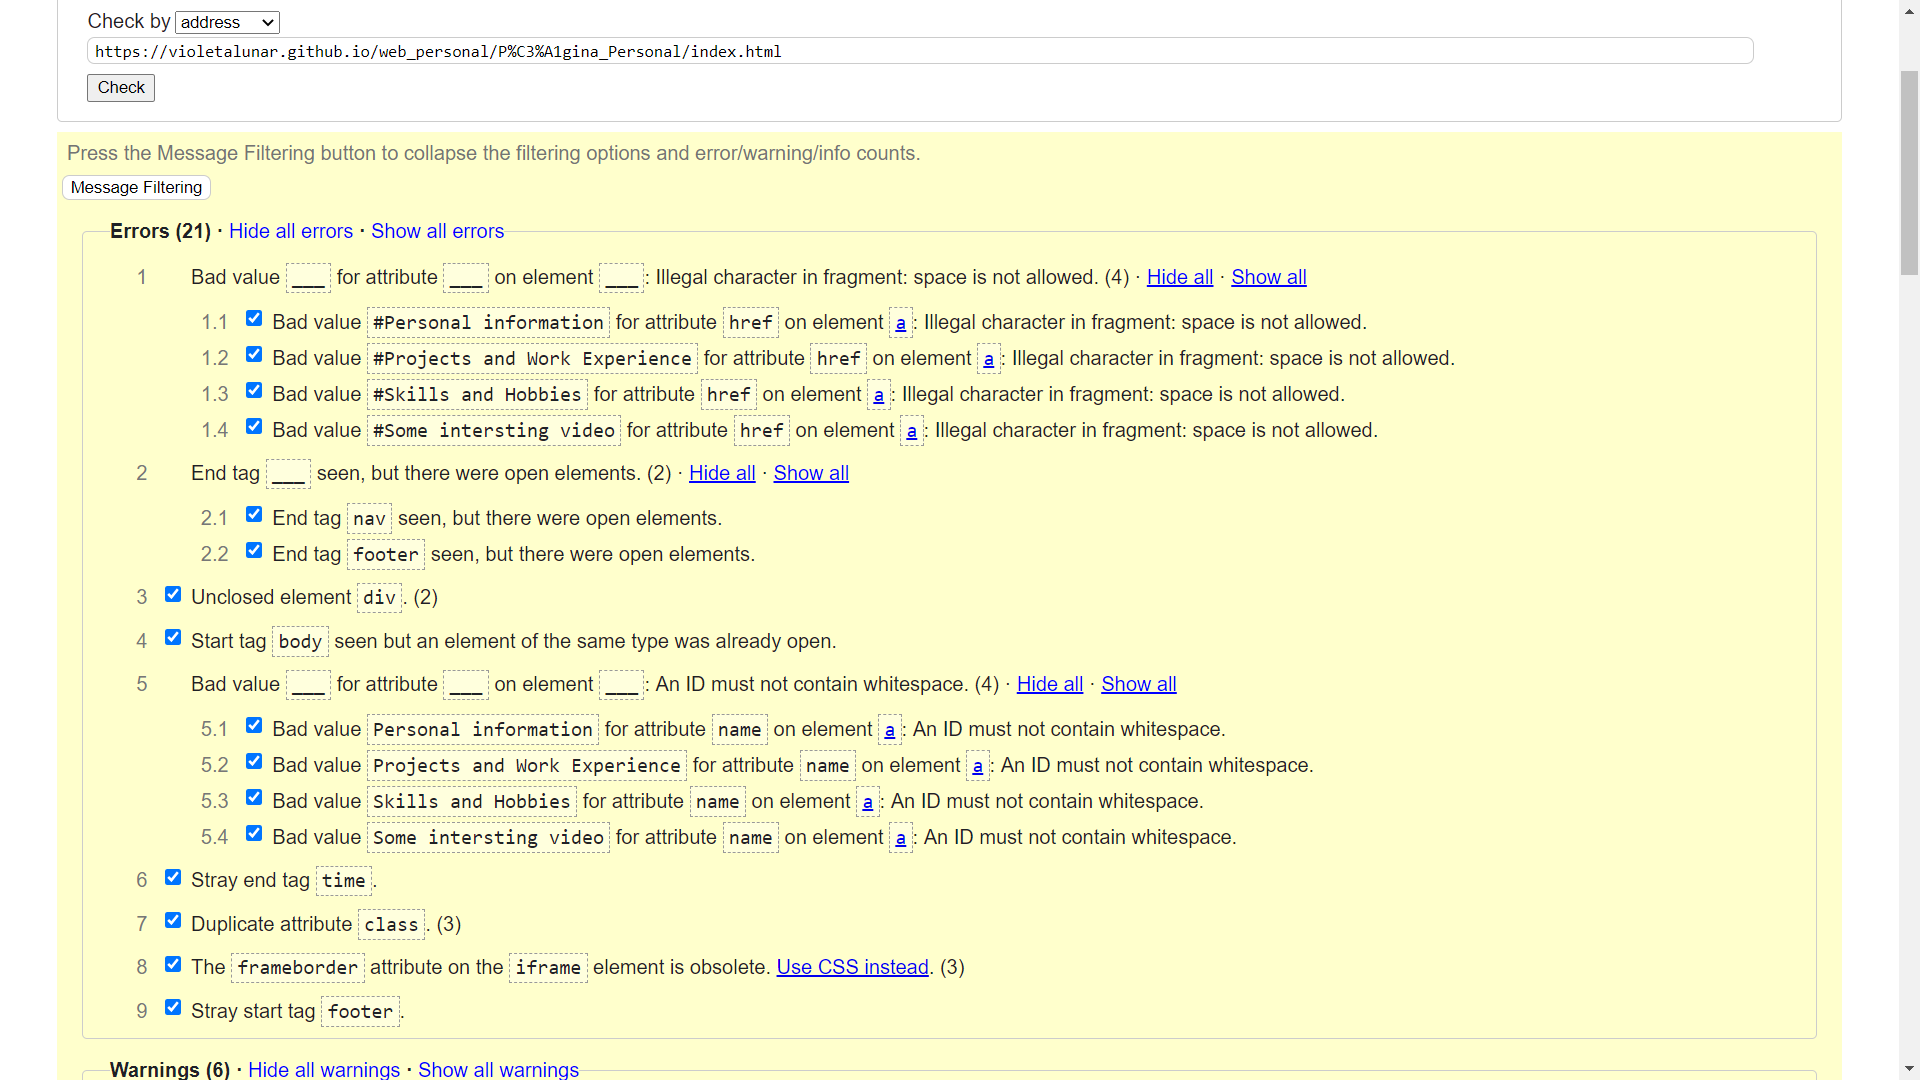 Check by address
https://violetalunar.github.io/web_personal/P%C3%A1gina_Personal/index.html
Check
Press the Message Filtering button to collapse the filtering options and error/warning/info counts.
Message Filtering
Errors (21) · Hide all errors · Show all errors
1 Bad value ___ for attribute ___ on element ___: Illegal character in fragment: space is not allowed. (4) · Hide all · Show all
1.1 Bad value #Personal information for attribute href on element a: Illegal character in fragment: space is not allowed.
1.2 Bad value #Projects and Work Experience for attribute href on element a: Illegal character in fragment: space is not allowed.
1.3 Bad value #Skills and Hobbies for attribute href on element a: Illegal character in fragment: space is not allowed.
1.4 Bad value #Some intersting video for attribute href on element a: Illegal character in fragment: space is not allowed.
2 End tag ___ seen, but there were open elements. (2) · Hide all · Show all
2.1 End tag nav seen, but there were open elements.
2.2 End tag footer seen, but there were open elements.
3 Unclosed element div. (2)
4 Start tag body seen but an element of the same type was already open.
5 Bad value ___ for attribute ___ on element ___: An ID must not contain whitespace. (4) · Hide all · Show all
5.1 Bad value Personal information for attribute name on element a: An ID must not contain whitespace.
5.2 Bad value Projects and Work Experience for attribute name on element a: An ID must not contain whitespace.
5.3 Bad value Skills and Hobbies for attribute name on element a: An ID must not contain whitespace.
5.4 Bad value Some intersting video for attribute name on element a: An ID must not contain whitespace.
6 Stray end tag time.
7 Duplicate attribute class. (3)
8 The frameborder attribute on the iframe element is obsolete. Use CSS instead. (3)
9 Stray start tag footer.
Warnings (6) · Hide all warnings · Show all warnings